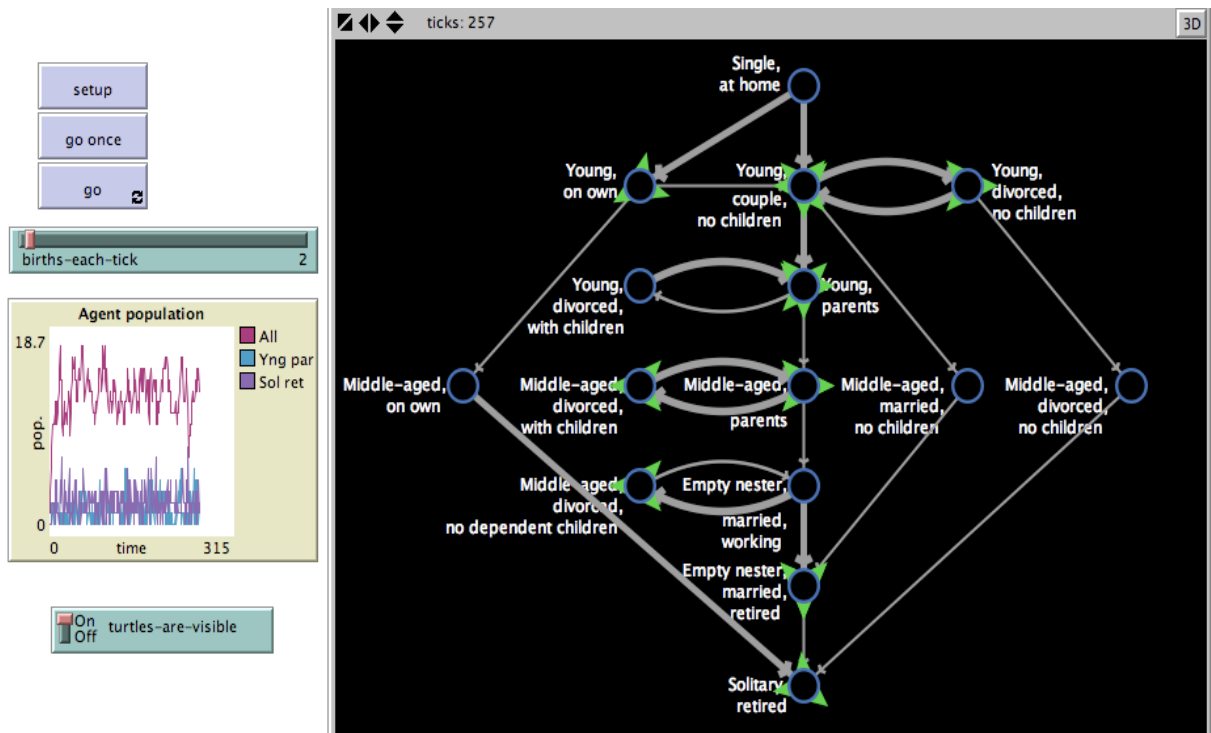 ticks: 257
3D
setup
go once
go
births-each-tick 2
Agent population
18.7
pop.
0
0 time 315
All
Yng par
Sol ret
On
Off
turtles-are-visible
Single,
at home
Young,
on own
Young,
couple,
no children
Young,
divorced,
no children
Young,
divorced,
with children
Young,
parents
Middle-aged,
on own
Middle-aged,
divorced,
with children
Middle-aged,
parents
Middle-aged,
married,
no children
Middle-aged,
divorced,
no children
Middle-aged,
divorced,
no dependent children
Empty nester,
married,
working
Empty nester,
married,
retired
Solitary,
retired